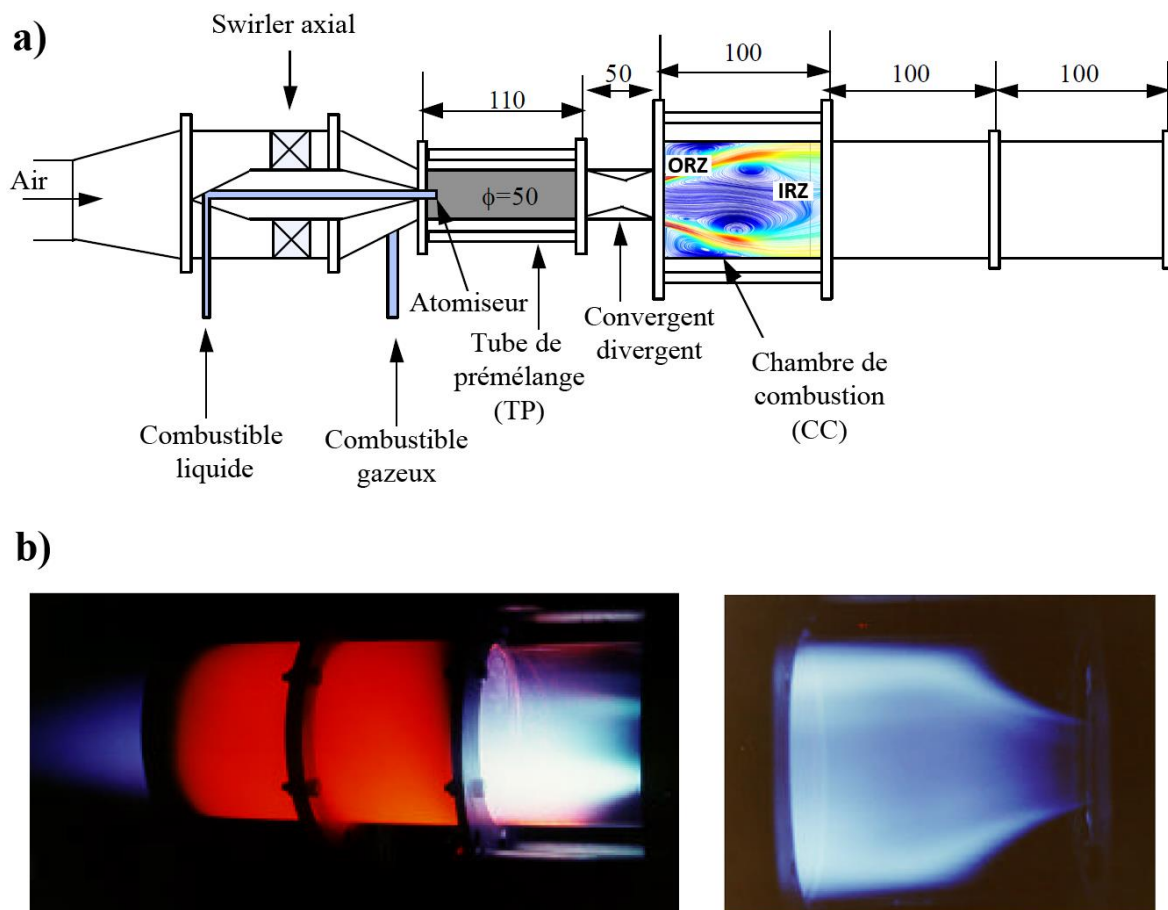 a)
Swirler axial
Air
110
50
100
100
100
ORZ
IRZ
ϕ=50
Atomiseur
Convergent
divergent
Tube de
prémélange
(TP)
Chambre de
combustion
(CC)
Combustible
liquide
Combustible
gazeux
b)